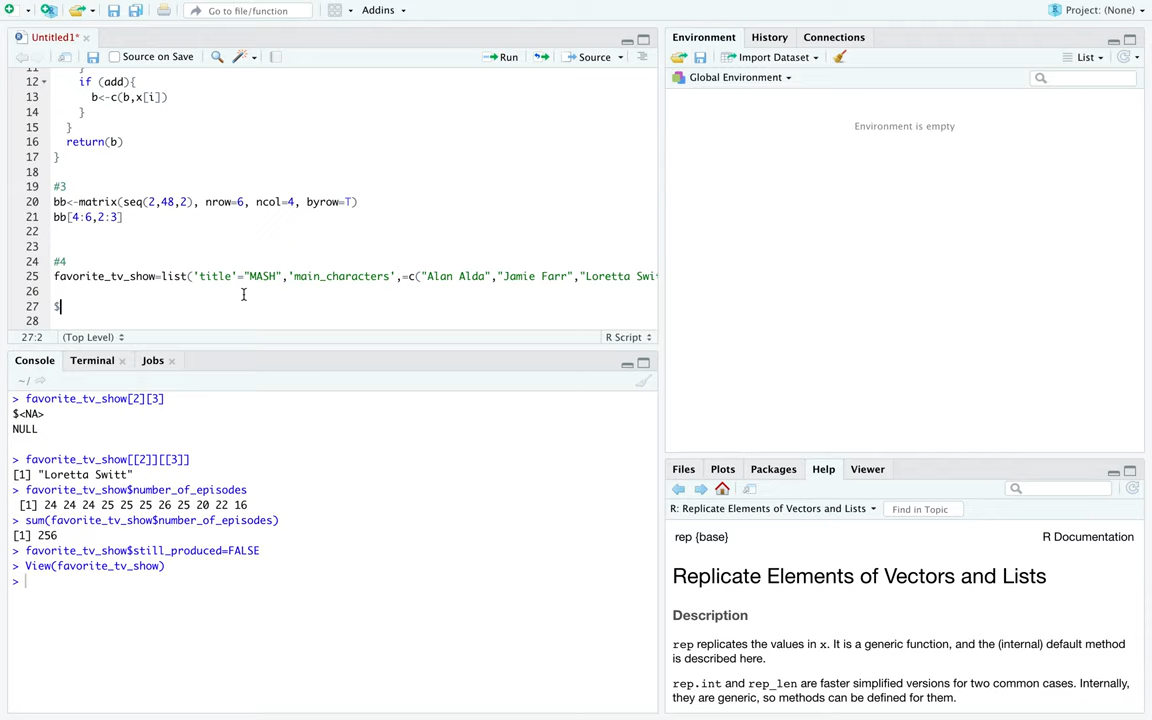 Go to file/function
Addins
Project: (None)
Untitled1*
Source on Save
Run
Source
11 }
12 if (add){
13 b<-c(b,x[i])
14 }
15 }
16 return(b)
17 }
18
19 #3
20 bb<-matrix(seq(2,48,2), nrow=6, ncol=4, byrow=T)
21 bb[4:6,2:3]
22
23
24 #4
25 favorite_tv_show=list('title'="MASH",'main_characters',=c("Alan Alda","Jamie Farr","Loretta Swit
26
27 $
28
27:2 (Top Level) R Script
Console Terminal Jobs
~/
> favorite_tv_show[2][3]
$<NA>
NULL
> favorite_tv_show[[2]][[3]]
[1] "Loretta Switt"
> favorite_tv_show$number_of_episodes
[1] 24 24 24 25 25 25 26 25 20 22 16
> sum(favorite_tv_show$number_of_episodes)
[1] 256
> favorite_tv_show$still_produced=FALSE
> View(favorite_tv_show)
>
Environment History Connections
Import Dataset
List
Global Environment
Environment is empty
Files Plots Packages Help Viewer
R: Replicate Elements of Vectors and Lists
Find in Topic
rep {base} R Documentation
Replicate Elements of Vectors and Lists
Description
rep replicates the values in x. It is a generic function, and the (internal) default method
is described here.
rep.int and rep_len are faster simplified versions for two common cases. Internally,
they are generic, so methods can be defined for them.